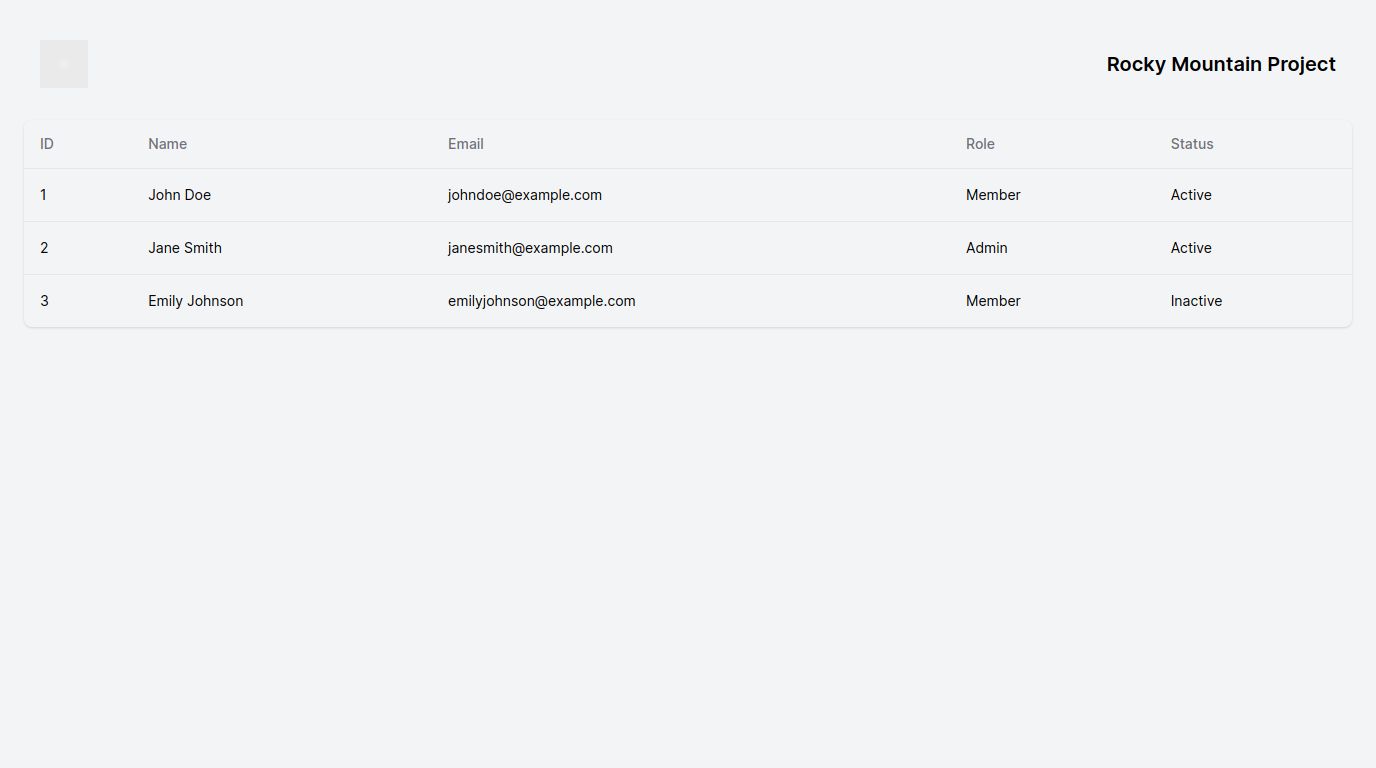 Rocky Mountain Project
ID Name Email Role Status
1 John Doe johndoe@example.com Member Active
2 Jane Smith janesmith@example.com Admin Active
3 Emily Johnson emilyjohnson@example.com Member Inactive